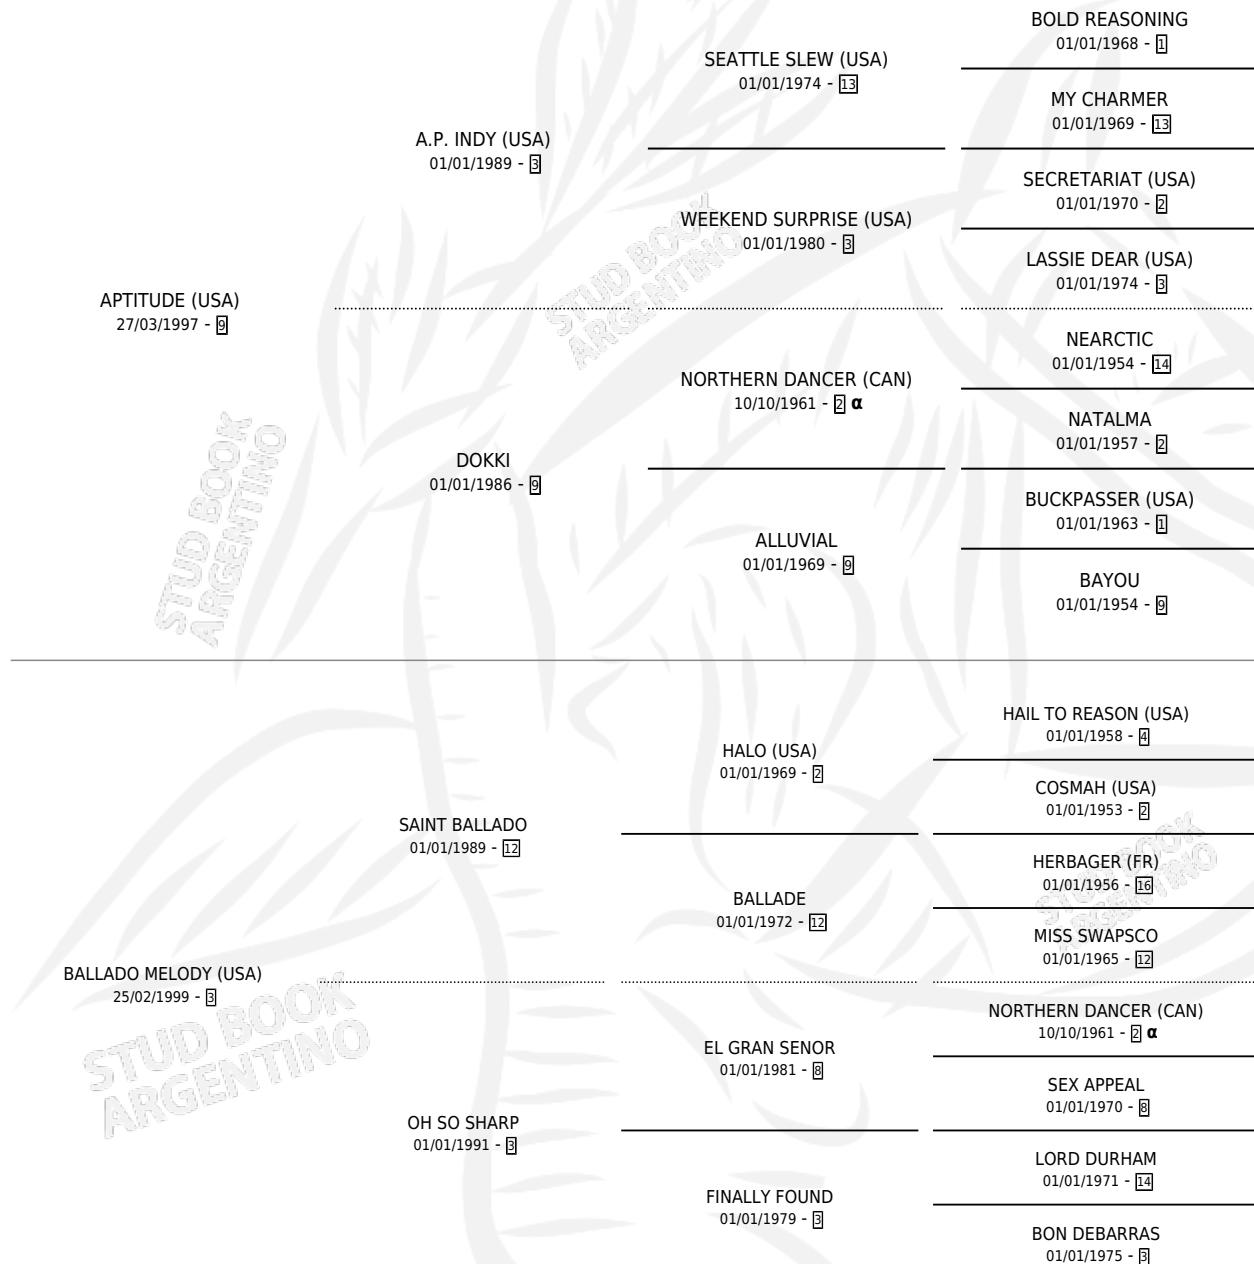 BOLD REASONING
01/01/1968 - 1
SEATTLE SLEW (USA)
01/01/1974 - 13
MY CHARMER
01/01/1969 - 13
A.P. INDY (USA)
01/01/1989 - 3
SECRETARIAT (USA)
01/01/1970 - 2
WEEKEND SURPRISE (USA)
01/01/1980 - 3
LASSIE DEAR (USA)
01/01/1974 - 3
APTITUDE (USA)
27/03/1997 - 9
NEARCTIC
01/01/1954 - 14
NORTHERN DANCER (CAN)
10/10/1961 - 2 α
NATALMA
01/01/1957 - 2
DOKKI
01/01/1986 - 9
BUCKPASSER (USA)
01/01/1963 - 1
ALLUVIAL
01/01/1969 - 9
BAYOU
01/01/1954 - 9
HAIL TO REASON (USA)
01/01/1958 - 4
HALO (USA)
01/01/1969 - 2
COSMAH (USA)
01/01/1953 - 2
SAINT BALLADO
01/01/1989 - 12
HERBAGER (FR)
01/01/1956 - 16
BALLADE
01/01/1972 - 12
MISS SWAPSCO
01/01/1965 - 12
BALLADO MELODY (USA)
25/02/1999 - 3
NORTHERN DANCER (CAN)
10/10/1961 - 2 α
EL GRAN SENOR
01/01/1981 - 8
SEX APPEAL
01/01/1970 - 8
OH SO SHARP
01/01/1991 - 3
LORD DURHAM
01/01/1971 - 14
FINALLY FOUND
01/01/1979 - 3
BON DEBARRAS
01/01/1975 - 3
STUD BOOK
ARGENTINO
STUD BOOK
ARGENTINO
STUD BOOK
ARGENTINO
STUD BOOK
ARGENTINO